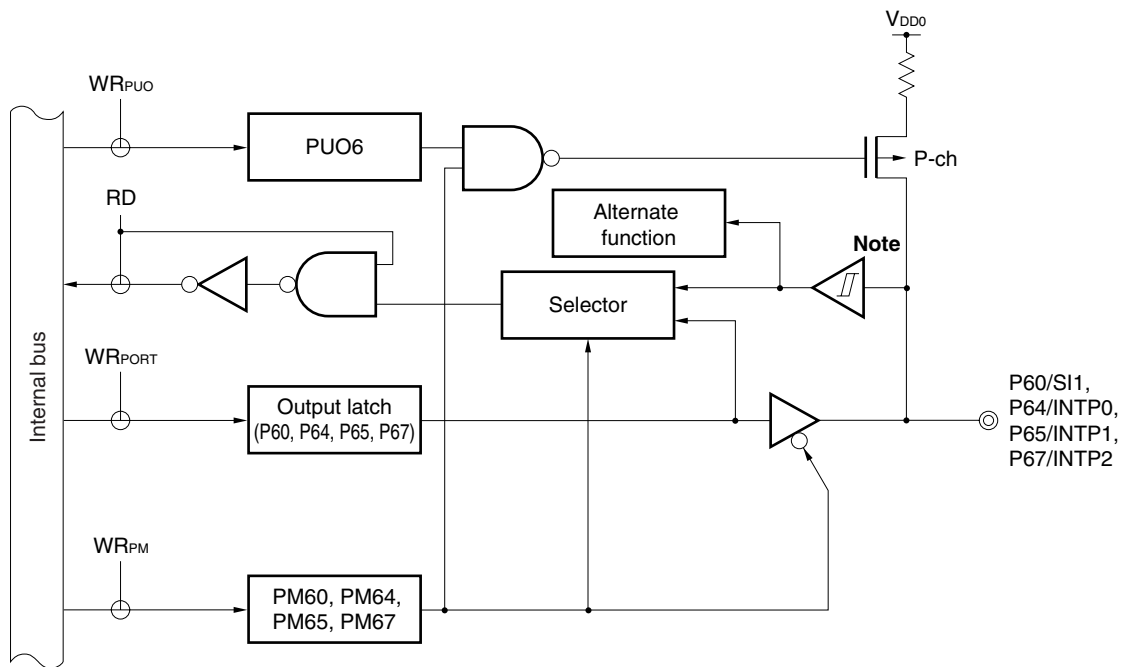 VDD0
WRPUO
PUO6
P-ch
RD
Alternate
function
Note
Selector
WRPORT
Internal bus
Output latch
(P60, P64, P65, P67)
P60/SI1,
P64/INTP0,
P65/INTP1,
P67/INTP2
WRPM
PM60, PM64,
PM65, PM67